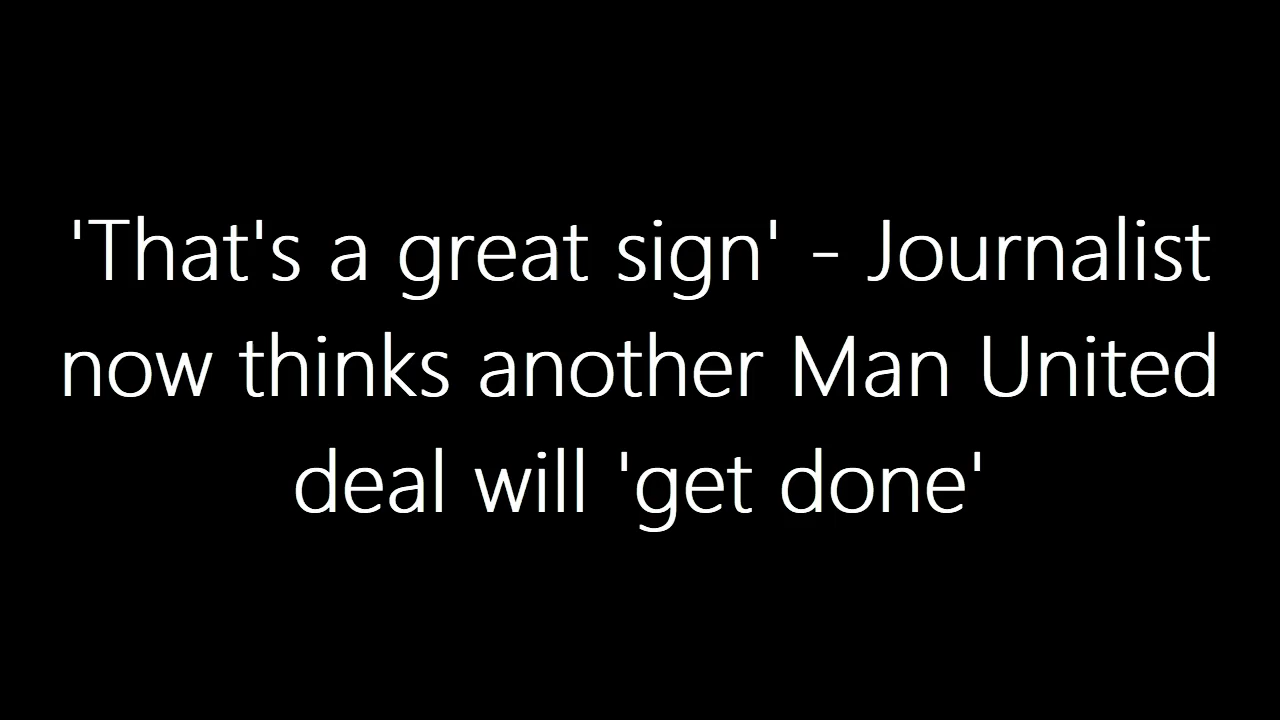 'That's a great sign' - Journalist
now thinks another Man United
deal will 'get done'